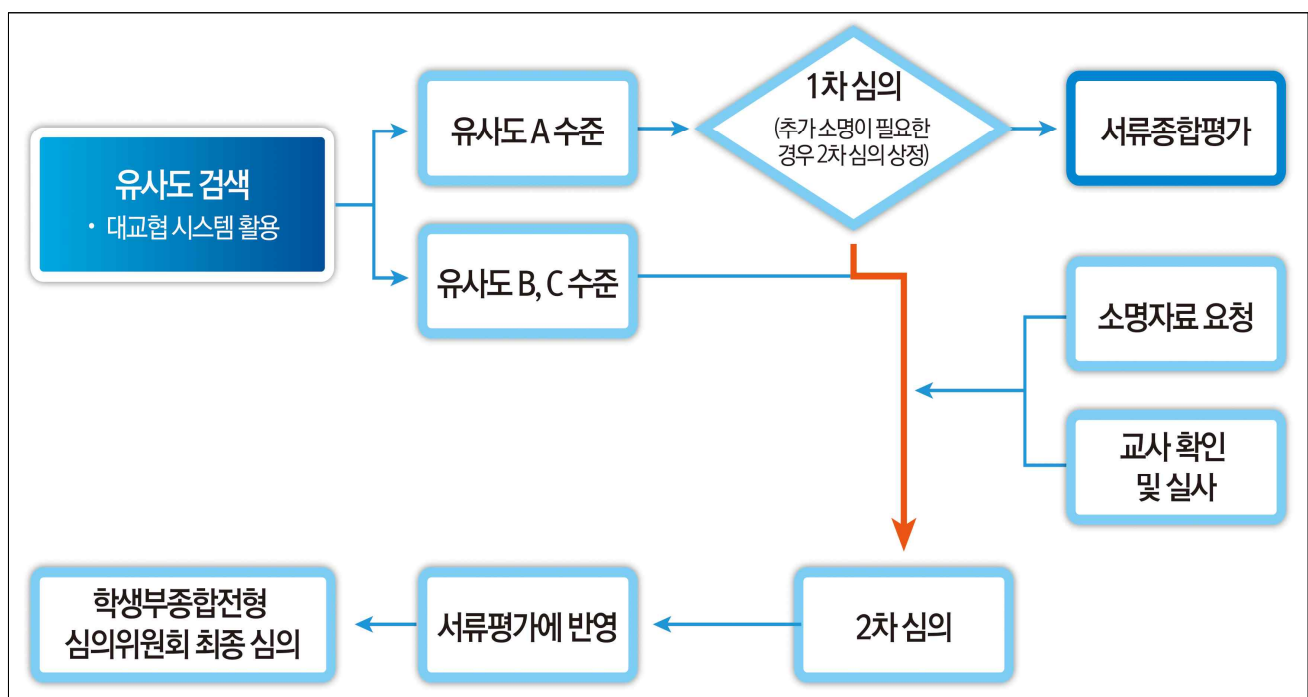 유사도 검색
• 대교협 시스템 활용
유사도 A 수준
1차 심의
(추가 소명이 필요한
경우 2차 심의 상정)
서류종합평가
유사도 B, C 수준
소명자료 요청
교사 확인
및 실사
2차 심의
서류평가에 반영
학생부종합전형
심의위원회 최종 심의